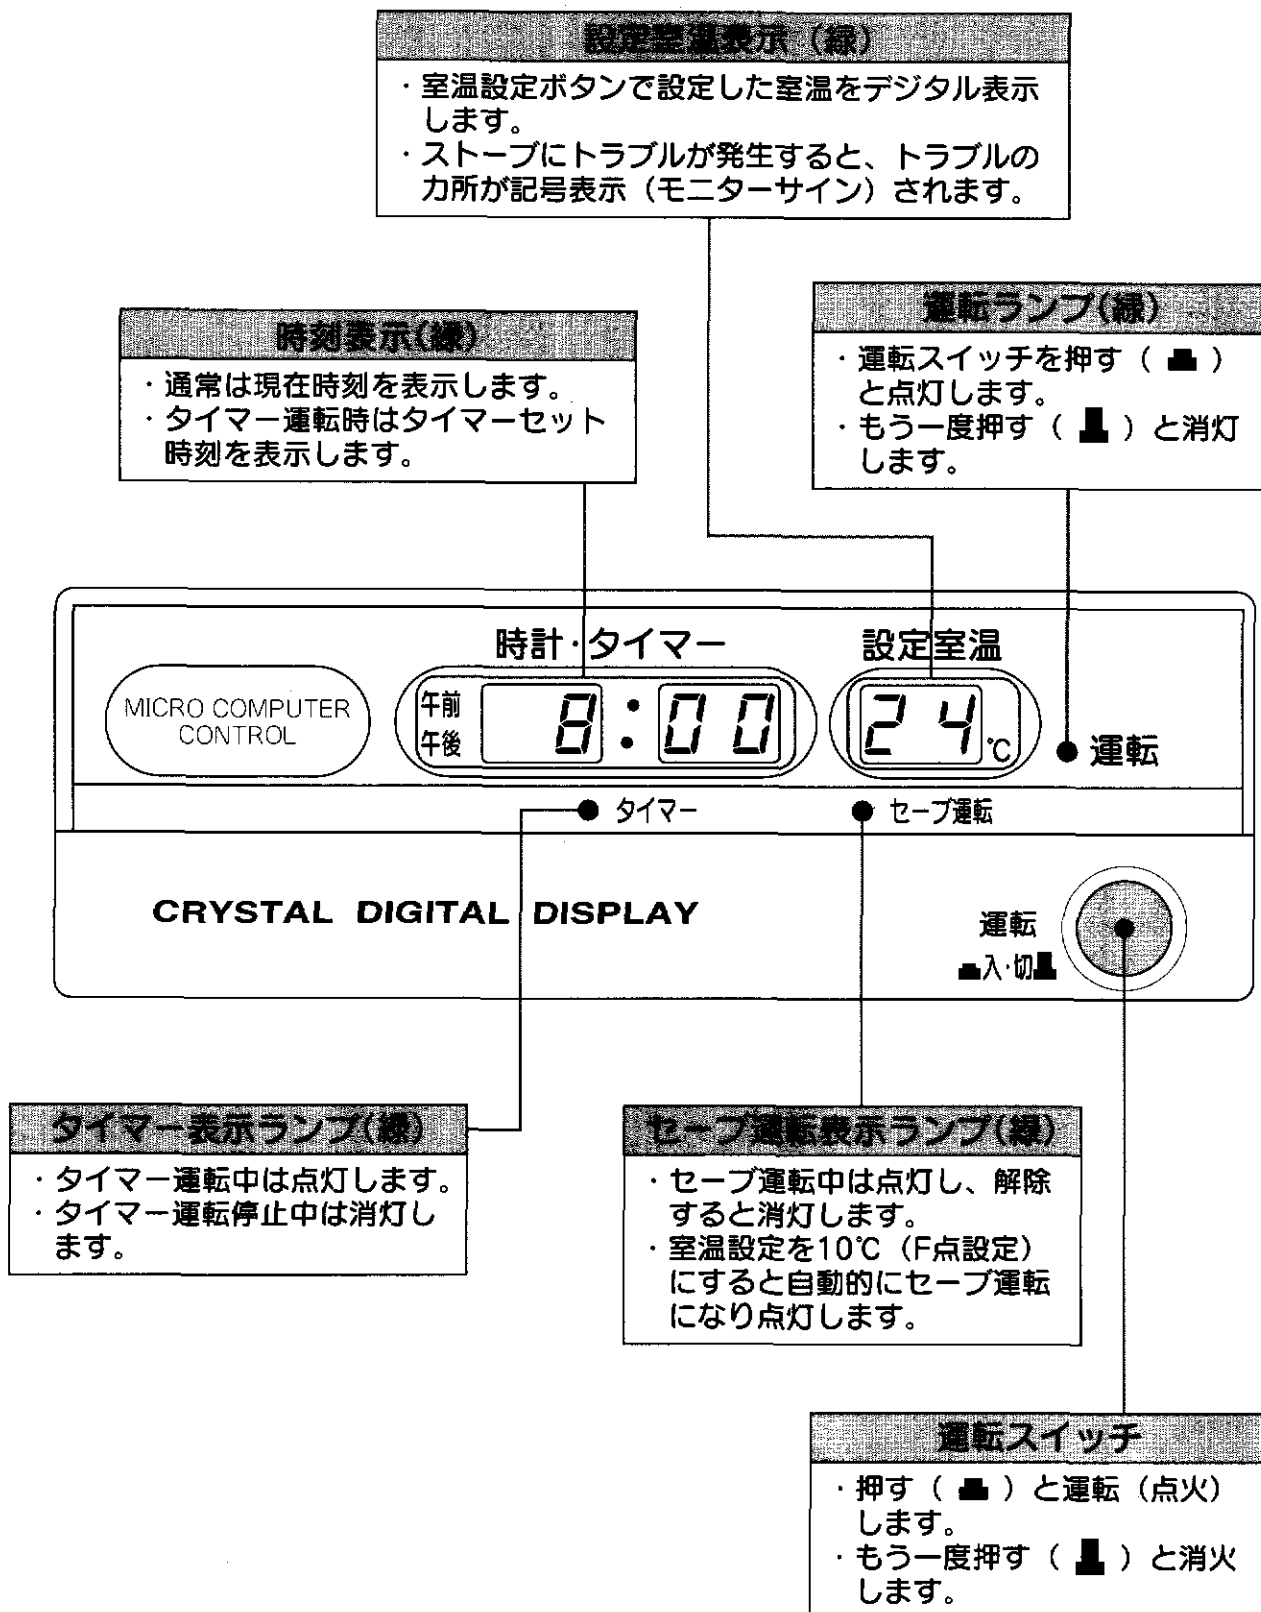 設定室温表示（緑）
・室温設定ボタンで設定した室温をデジタル表示
します。
・ストーブにトラブルが発生すると、トラブルの
カ所が記号表示（モニターサイン）されます。
時刻表示(緑)
・通常は現在時刻を表示します。
・タイマー運転時はタイマーセット
時刻を表示します。
運転ランプ(緑)
・運転スイッチを押す（ ）
と点灯します。
・もう一度押す（ ）と消灯
します。
時計・タイマー
設定室温
MICRO COMPUTER
CONTROL
午前
午後
8:00
24℃
運転
タイマー
セーブ運転
CRYSTAL DIGITAL DISPLAY
運転
入・切
タイマー表示ランプ(緑)
・タイマー運転中は点灯します。
・タイマー運転停止中は消灯し
ます。
セーブ運転表示ランプ(緑)
・セーブ運転中は点灯し、解除
すると消灯します。
・室温設定を10℃（F点設定）
にすると自動的にセーブ運転
になり点灯します。
運転スイッチ
・押す（ ）と運転（点火）
します。
・もう一度押す（ ）と消火
します。